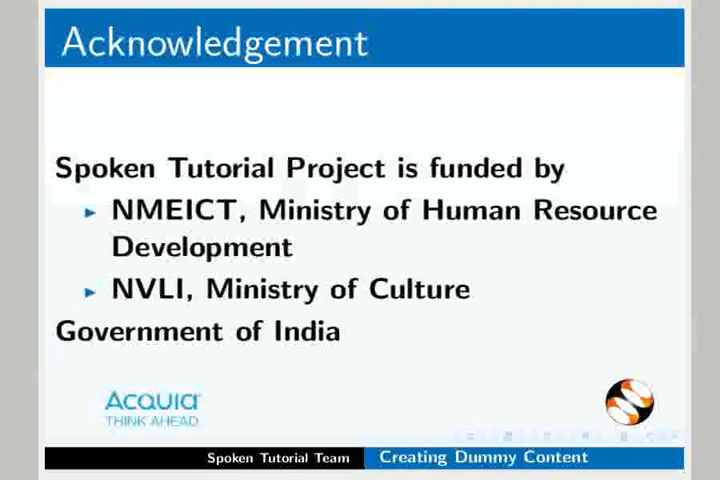 Acknowledgement
Spoken Tutorial Project is funded by
NMEICT, Ministry of Human Resource
Development
NVLI, Ministry of Culture
Government of India
Acquia
THINK AHEAD
Spoken Tutorial Team
Creating Dummy Content